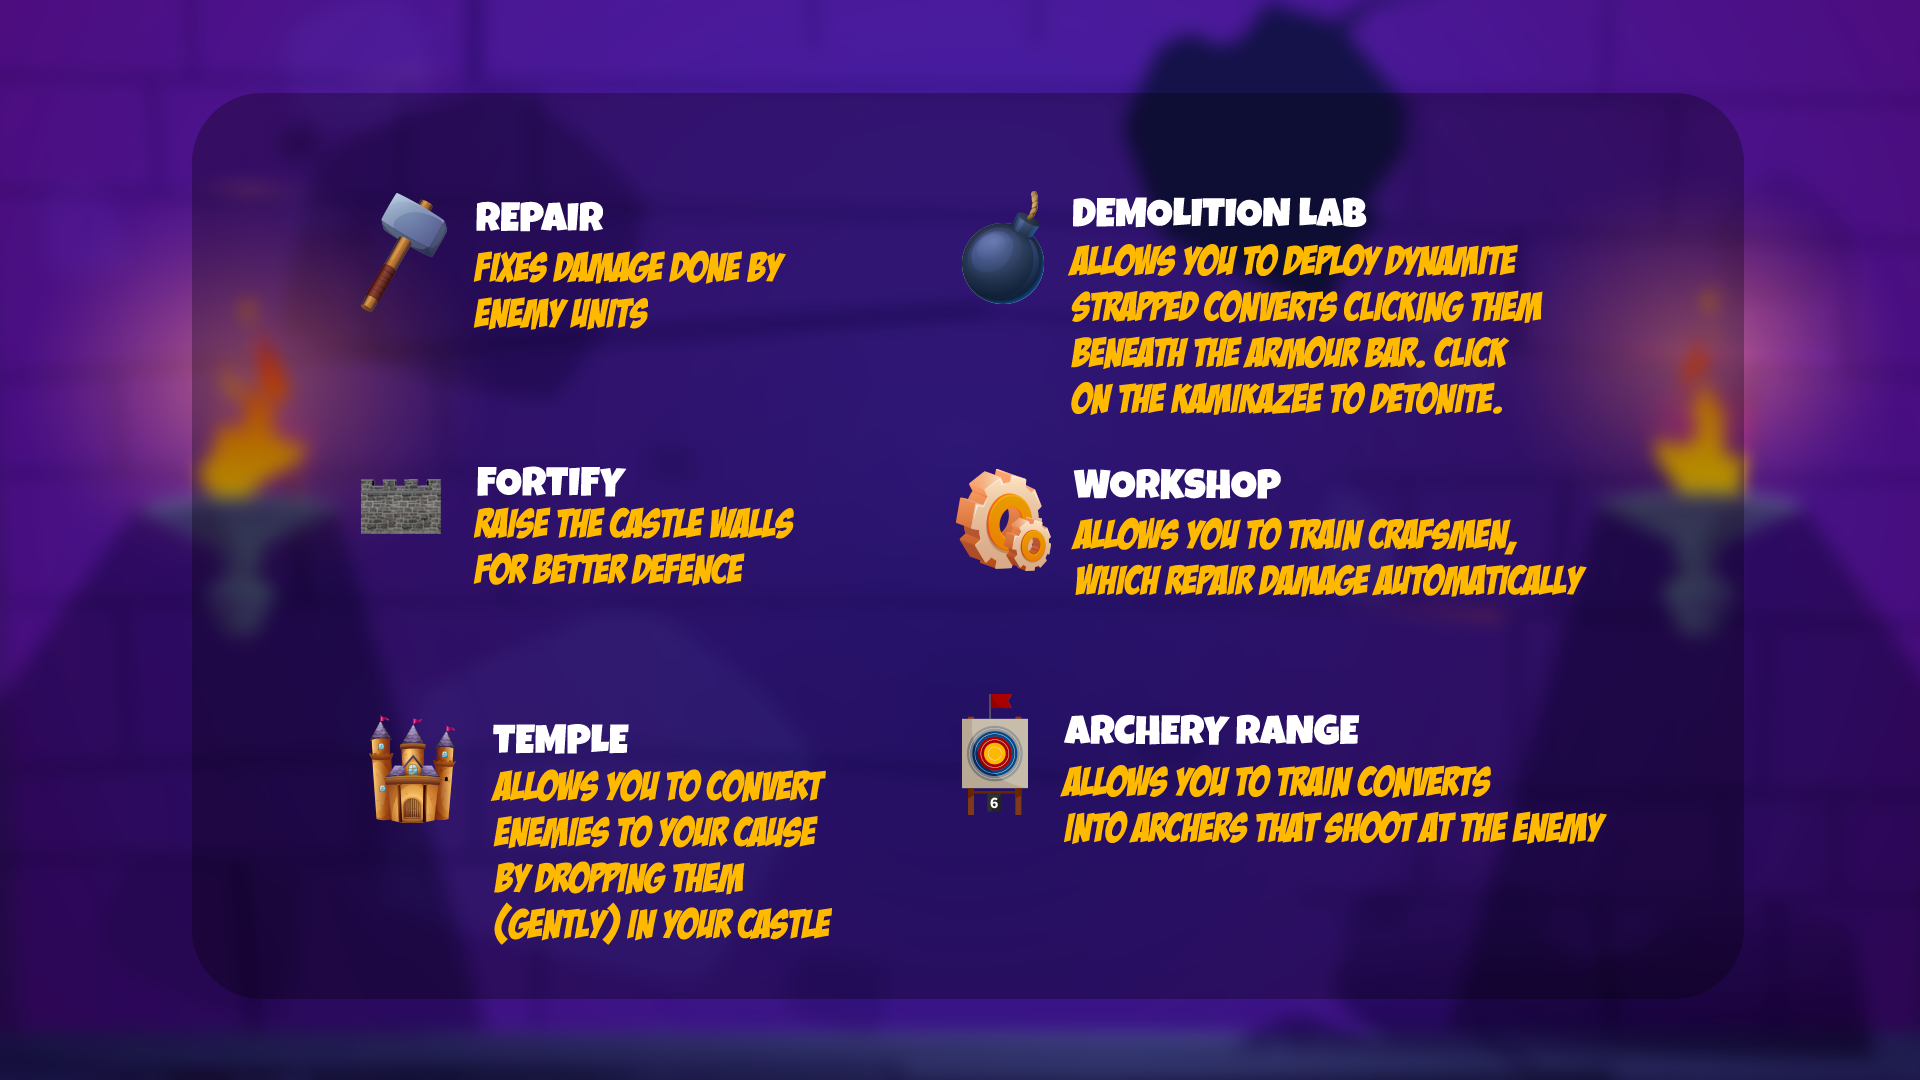 REPAIR
FIXES DAMAGE DONE BY
ENEMY UNITS
FORTIFY
RAISE THE CASTLE WALLS
FOR BETTER DEFENCE
TEMPLE
ALLOWS YOU TO CONVERT
ENEMIES TO YOUR CAUSE
BY DROPPING THEM
(GENTLY) IN YOUR CASTLE
DEMOLITION LAB
ALLOWS YOU TO DEPLOY DYNAMITE
STRAPPED CONVERTS CLICKING THEM
BENEATH THE ARMOUR BAR. CLICK
ON THE KAMIKAZEE TO DETONITE.
WORKSHOP
ALLOWS YOU TO TRAIN CRAFSMEN,
WHICH REPAIR DAMAGE AUTOMATICALLY
6
ARCHERY RANGE
ALLOWS YOU TO TRAIN CONVERTS
INTO ARCHERS THAT SHOOT AT THE ENEMY